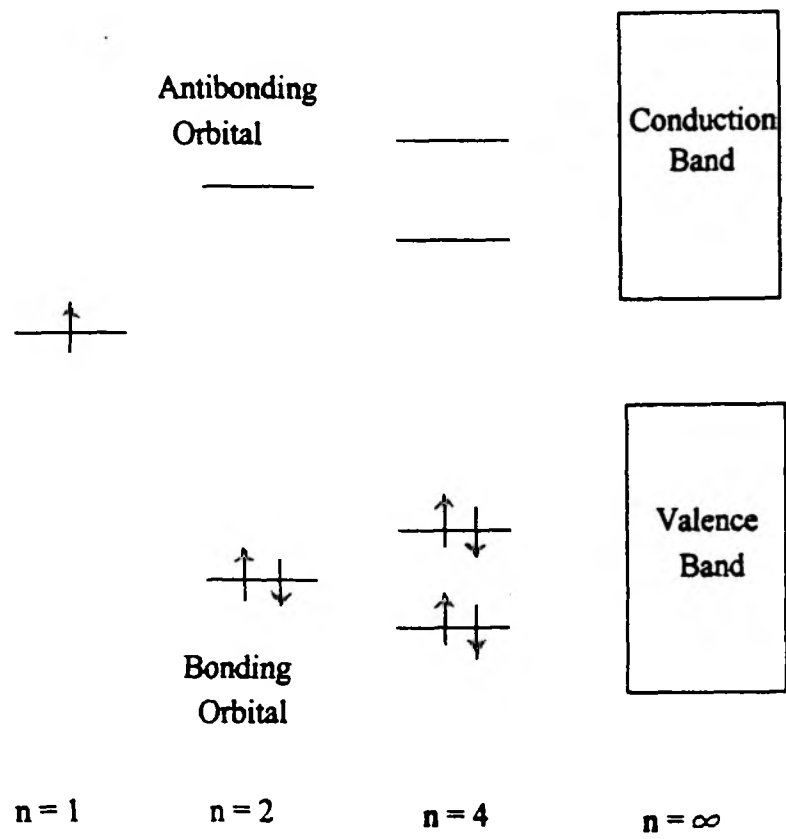 Antibonding
Orbital
Conduction
Band
Valence
Band
Bonding
Orbital
n = 1
n = 2
n = 4
n = ∞